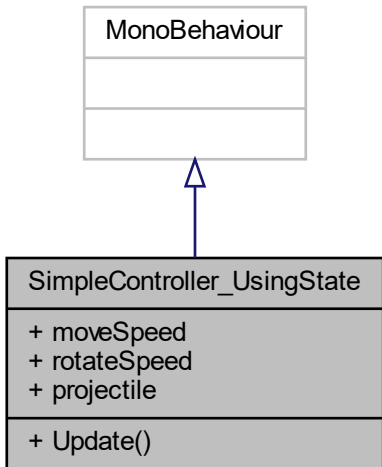 MonoBehaviour
SimpleController_UsingState
+ moveSpeed
+ rotateSpeed
+ projectile
+ Update()